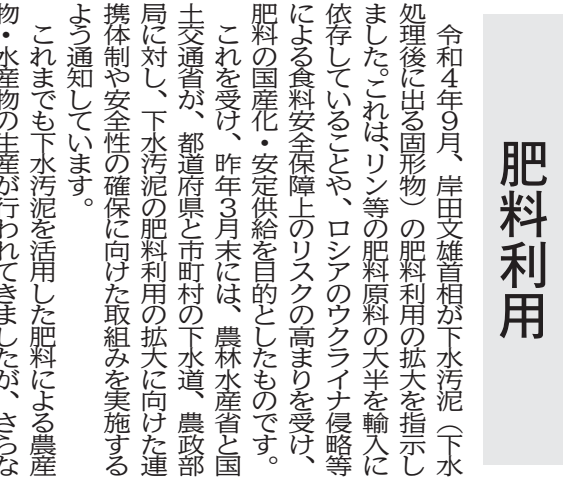 肥料利用
令和4年9月、岸田文雄首相が下水汚泥（下水
処理後に出る固形物）の肥料利用の拡大を指示し
ました。これは、リン等の肥料原料の大半を輸入に
依存していることや、ロシアのウクライナ侵略等
による食料安全保障上のリスクの高まりを受け、
肥料の国産化・安定供給を目的としたものです。
これを受け、昨年3月末には、農林水産省と国
土交通省が、都道府県と市町村の下水道、農政部
局に対し、下水汚泥の肥料利用の拡大に向けた連
携体制や安全性の確保に向けた取組みを実施する
よう通知しています。
これまでも下水汚泥を活用した肥料による農産
物・水産物の生産が行われてきましたが、さらな